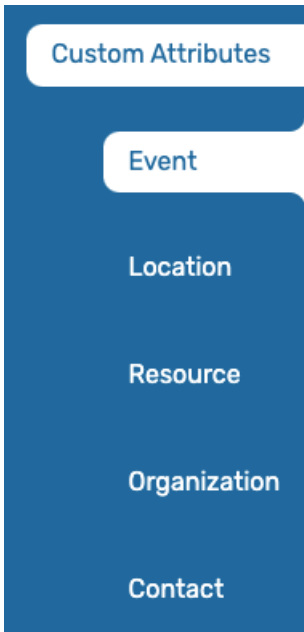 Custom Attributes
Event
Location
Resource
Organization
Contact